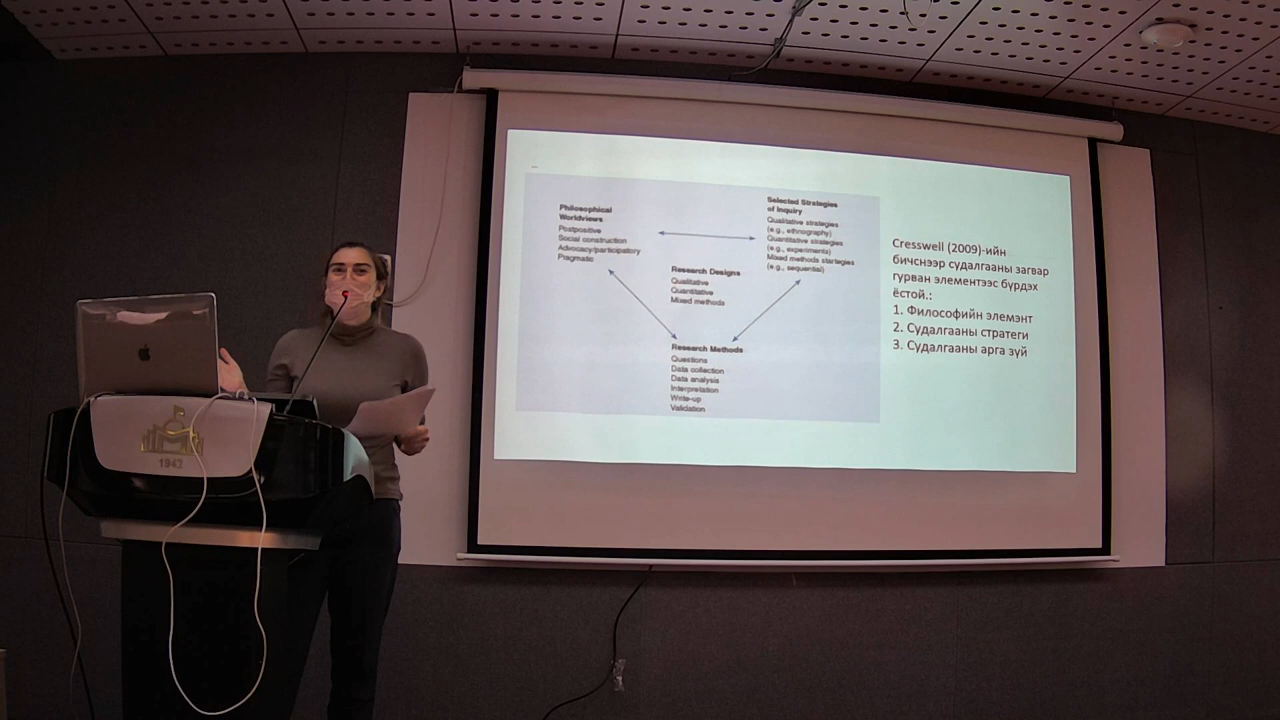 Philosophical
Worldviews
Postpositive
Social construction
Advocacy/participatory
Pragmatic
Selected Strategies
of Inquiry
Qualitative strategies
(e.g., ethnography)
Quantitative strategies
(e.g., experiments)
Mixed methods startegies
(e.g., sequential)
Research Designs
Qualitative
Quantitative
Mixed methods
Research Methods
Questions
Data collection
Data analysis
Interpretation
Write-up
Validation
Cresswell (2009)-ийн
бичснээр судалгааны загвар
гурван элементээс бүрдэх
ёстой.:
1. Философийн элемэнт
2. Судалгааны стратеги
3. Судалгааны арга зүй
1942